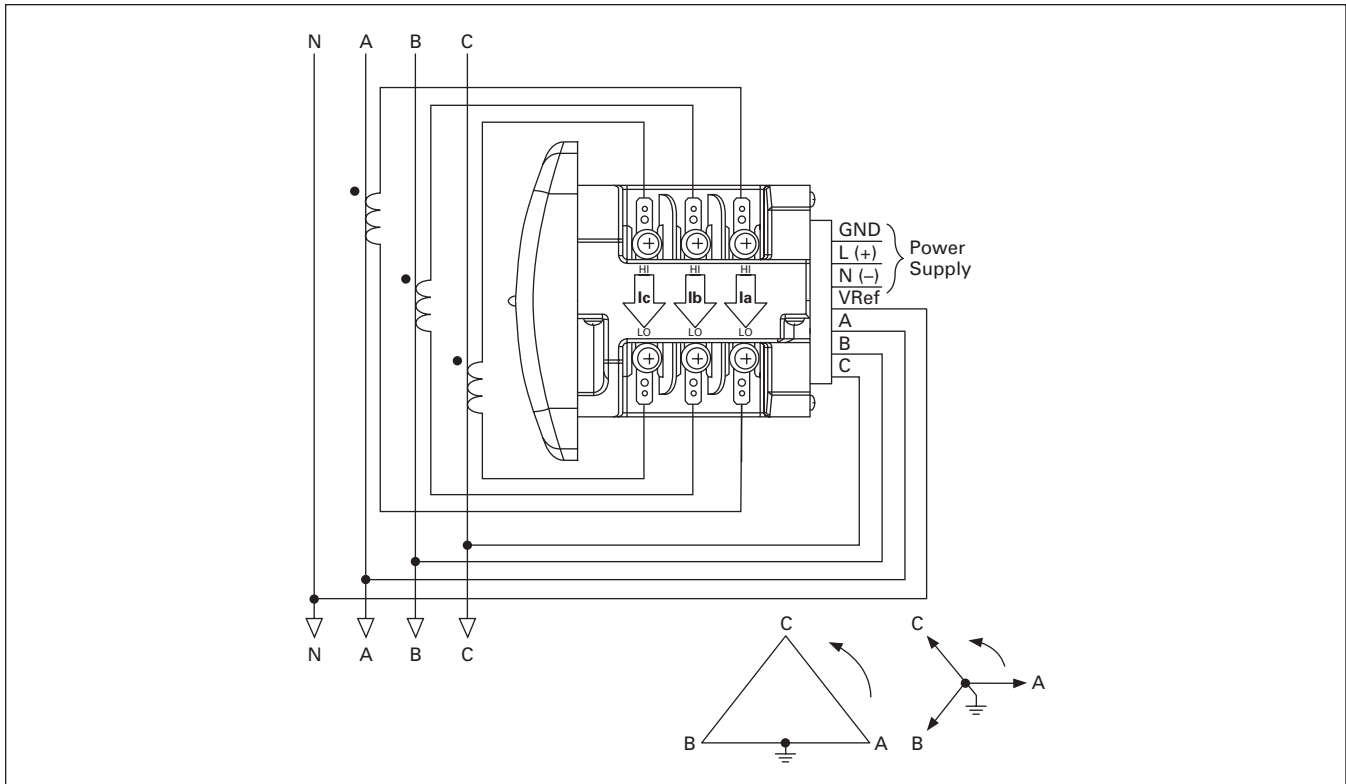 N A B C
GND
L (+)
N (–)
Power
Supply
VRef
A
B
C
HI HI HI
Ic Ib Ia
LO LO LO
N A B C
C
B A
C
A
B